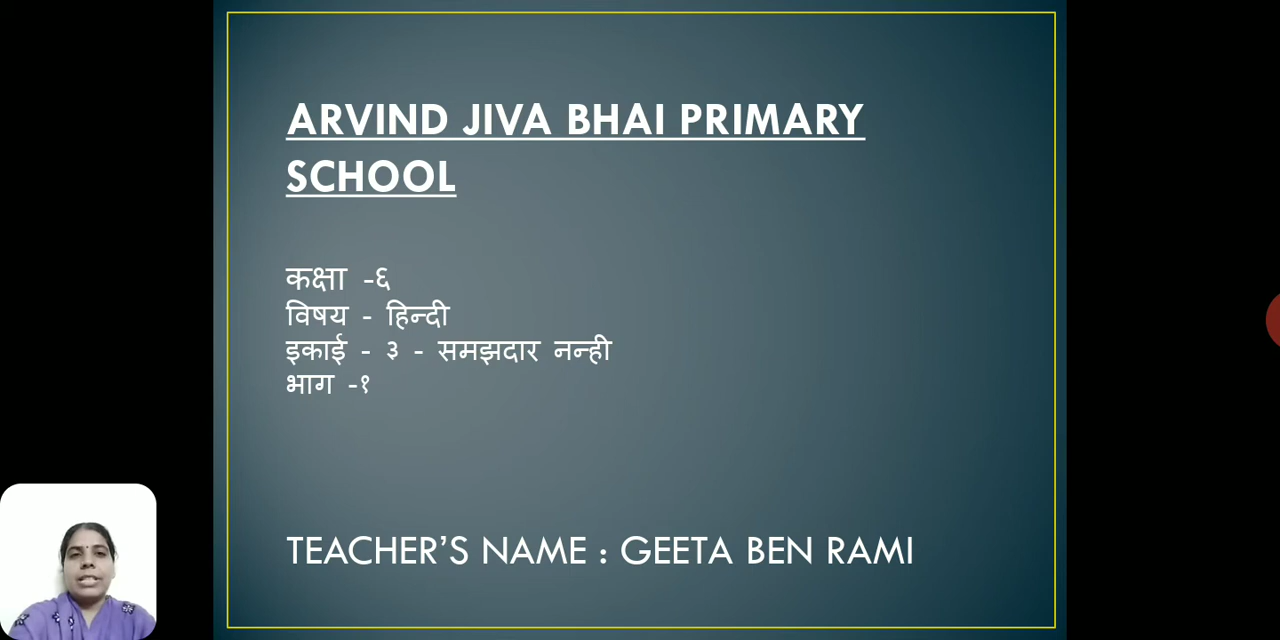 ARVIND JIVA BHAI PRIMARY
SCHOOL
कक्षा -६
विषय - हिन्दी
इकाई - ३ - समझदार नन्ही
भाग -१
TEACHER’S NAME : GEETA BEN RAMI